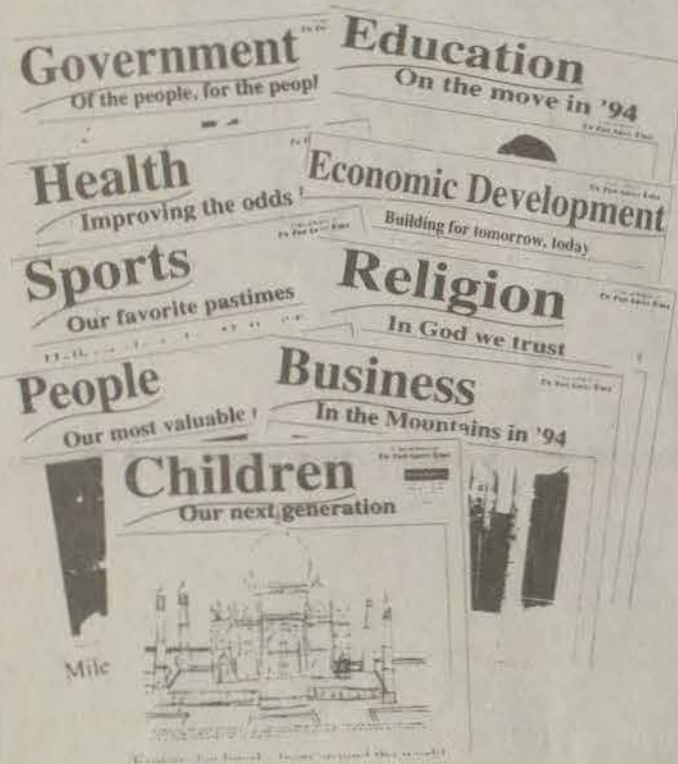 Government
Of the people, for the peopl
Education
On the move in '94
Health
Improving the odds
Economic Development
Building for tomorrow, today
Sports
Our favorite pastimes
Religion
In God we trust
People
Our most valuable
Business
In the Mountains in '94
Children
Our next generation
Mile